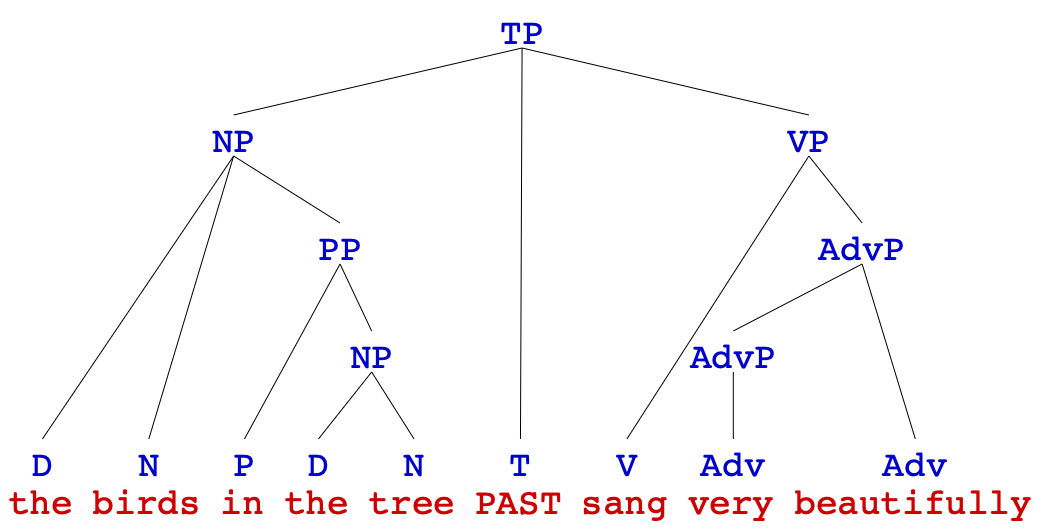 TP
NP VP
PP AdvP
NP AdvP
D N P D N T V Adv Adv
the birds in the tree PAST sang very beautifully